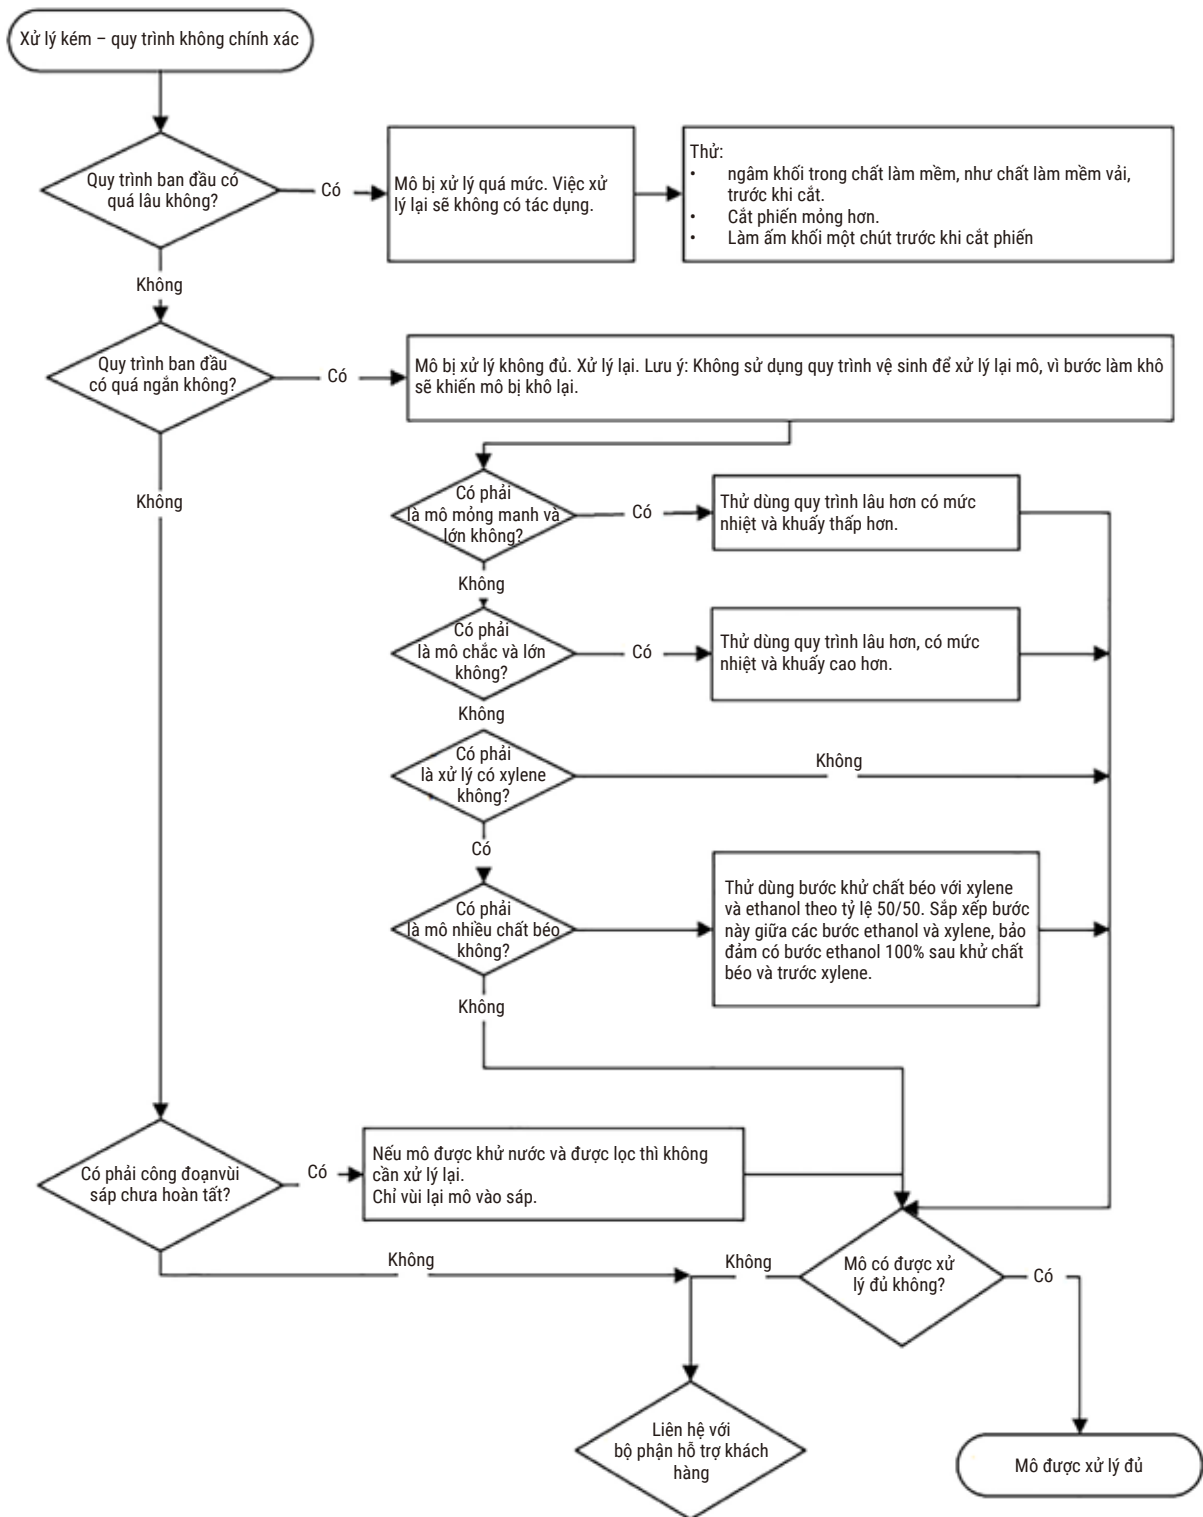 Xử lý kém – quy trình không chính xác
Quy trình ban đầu có
quá lâu không?
Có
Mô bị xử lý quá mức. Việc xử
lý lại sẽ không có tác dụng.
Thử:
• ngâm khối trong chất làm mềm, như chất làm mềm vải,
trước khi cắt.
• Cắt phiến mỏng hơn.
• Làm ấm khối một chút trước khi cắt phiến
Không
Quy trình ban đầu
có quá ngắn không?
Có
Mô bị xử lý không đủ. Xử lý lại. Lưu ý: Không sử dụng quy trình vệ sinh để xử lý lại mô, vì bước làm khô
sẽ khiến mô bị khô lại.
Không
Có phải
là mô mỏng manh và
lớn không?
Có
Thử dùng quy trình lâu hơn có mức
nhiệt và khuấy thấp hơn.
Không
Có phải
là mô chắc và lớn
không?
Có
Thử dùng quy trình lâu hơn, có mức
nhiệt và khuấy cao hơn.
Không
Có phải
là xử lý có xylene
không?
Không
Có
Có phải
là mô nhiều chất béo
không?
Thử dùng bước khử chất béo với xylene
và ethanol theo tỷ lệ 50/50. Sắp xếp bước
này giữa các bước ethanol và xylene, bảo
đảm có bước ethanol 100% sau khử chất
béo và trước xylene.
Không
Có phải công đoạnvùi
sáp chưa hoàn tất?
Có
Nếu mô được khử nước và được lọc thì không
cần xử lý lại.
Chỉ vùi lại mô vào sáp.
Không
Không
Mô có được xử
lý đủ không?
Có
Liên hệ với
bộ phận hỗ trợ khách
hàng
Mô được xử lý đủ